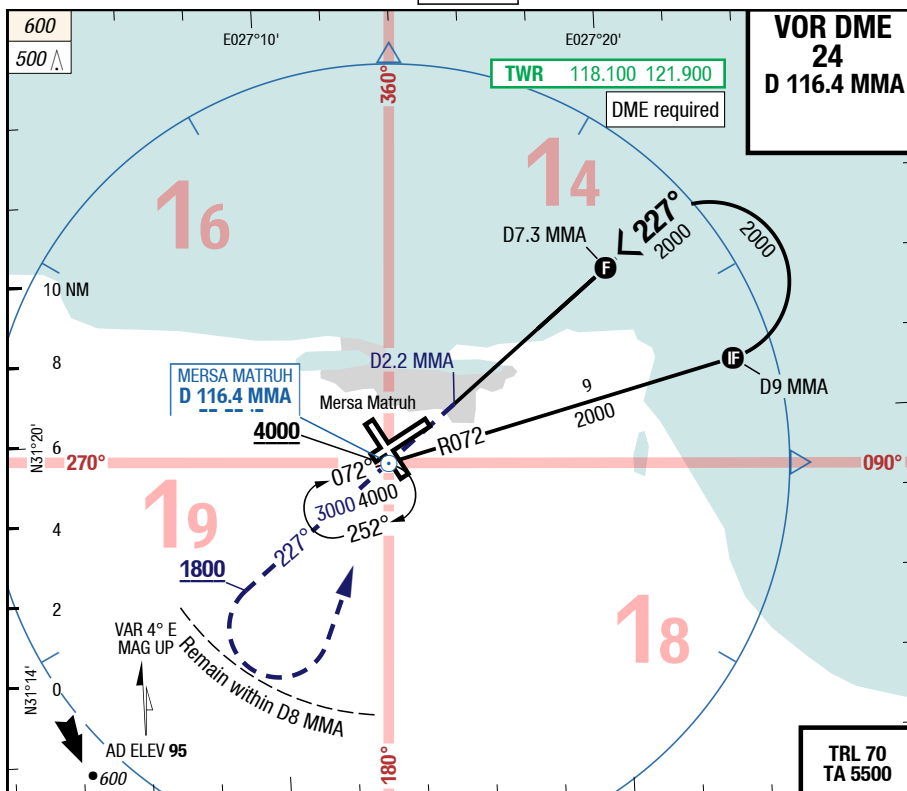 600
500
E027°10'
E027°20'
VOR DME
24
D 116.4 MMA
360°
TWR 118.100 121.900
DME required
16
14
227°
2000
2000
D7.3 MMA
F
10 NM
IF
D9 MMA
8
D2.2 MMA
9
2000
MERSA MATRUH
D 116.4 MMA
Mersa Matruh
4000
R072
6
N31°20'
270°
090°
072°
3000 4000
252°
227°
19
4
1800
2
18
VAR 4° E
MAG UP
Remain within D8 MMA
0
N31°14'
AD ELEV 95
600
180°
TRL 70
TA 5500